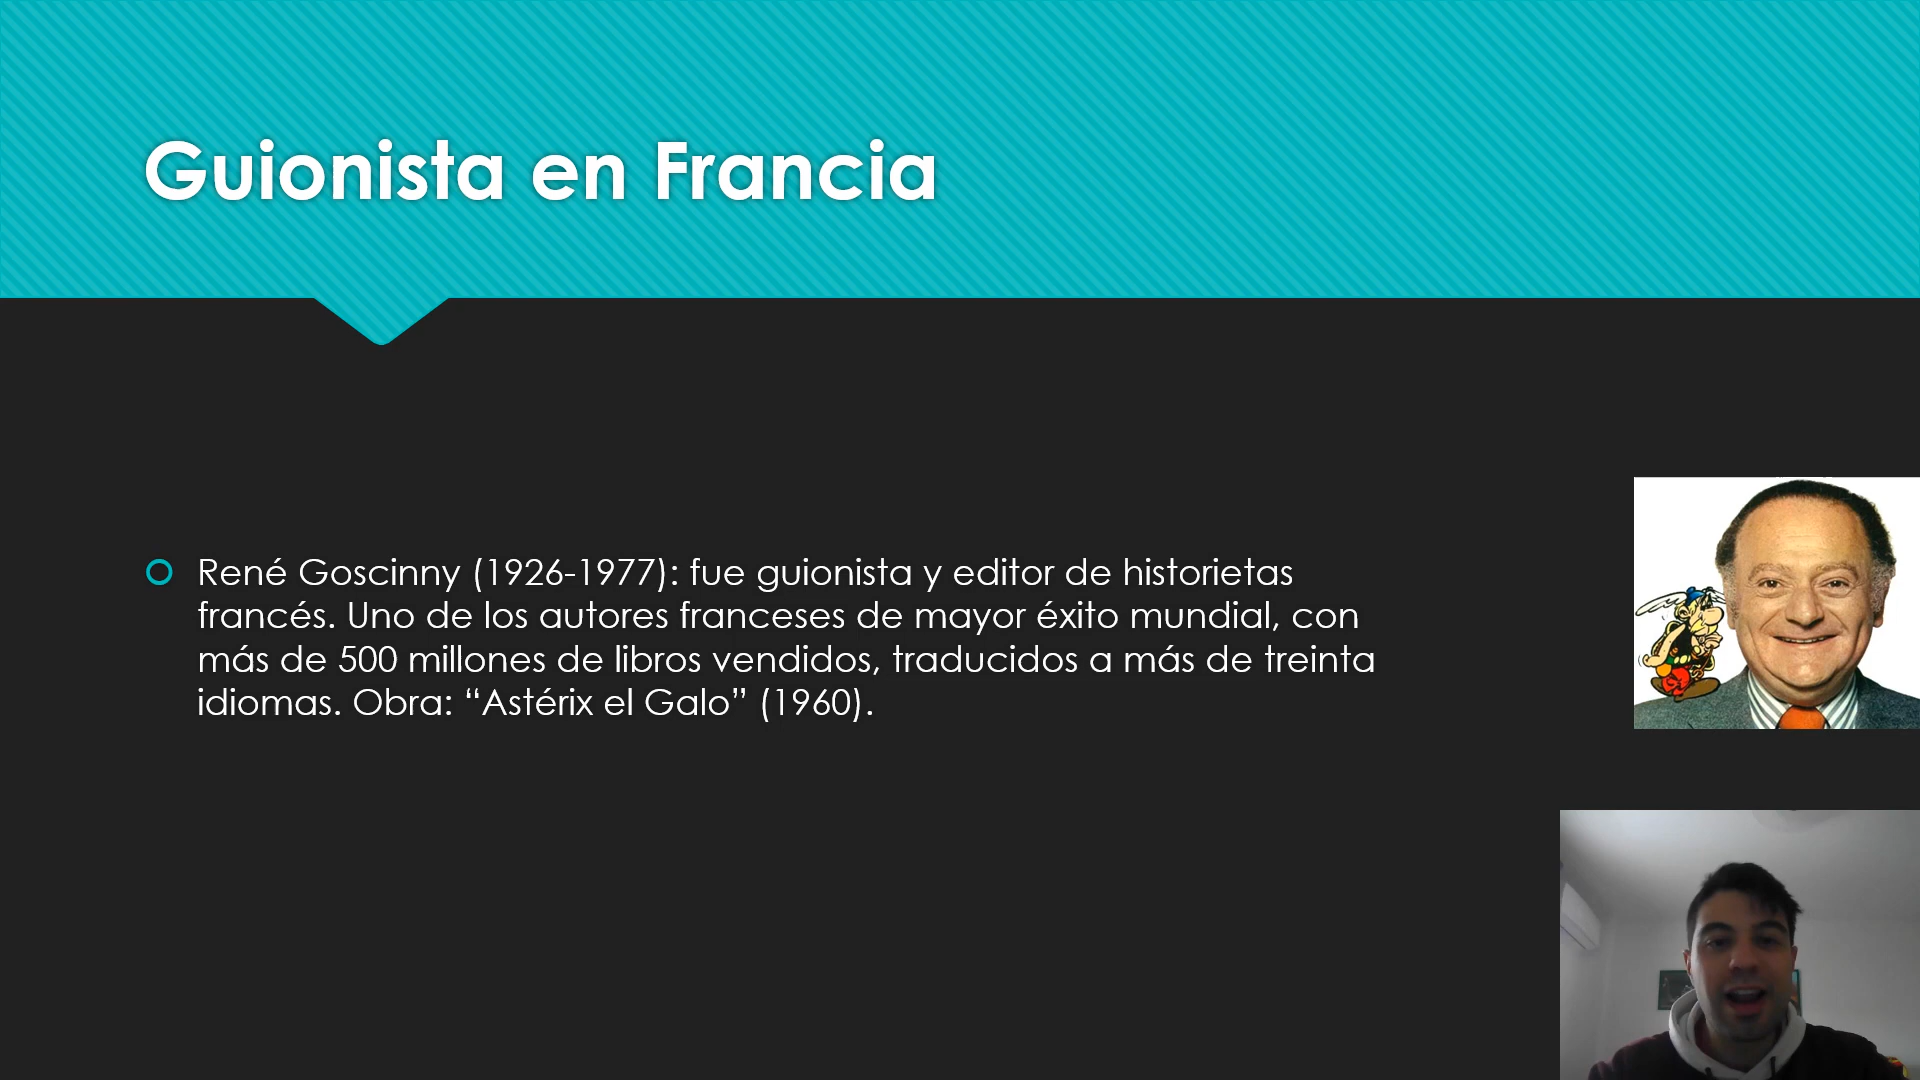 Guionista en Francia
René Goscinny (1926-1977): fue guionista y editor de historietas
francés. Uno de los autores franceses de mayor éxito mundial, con
más de 500 millones de libros vendidos, traducidos a más de treinta
idiomas. Obra: “Astérix el Galo” (1960).